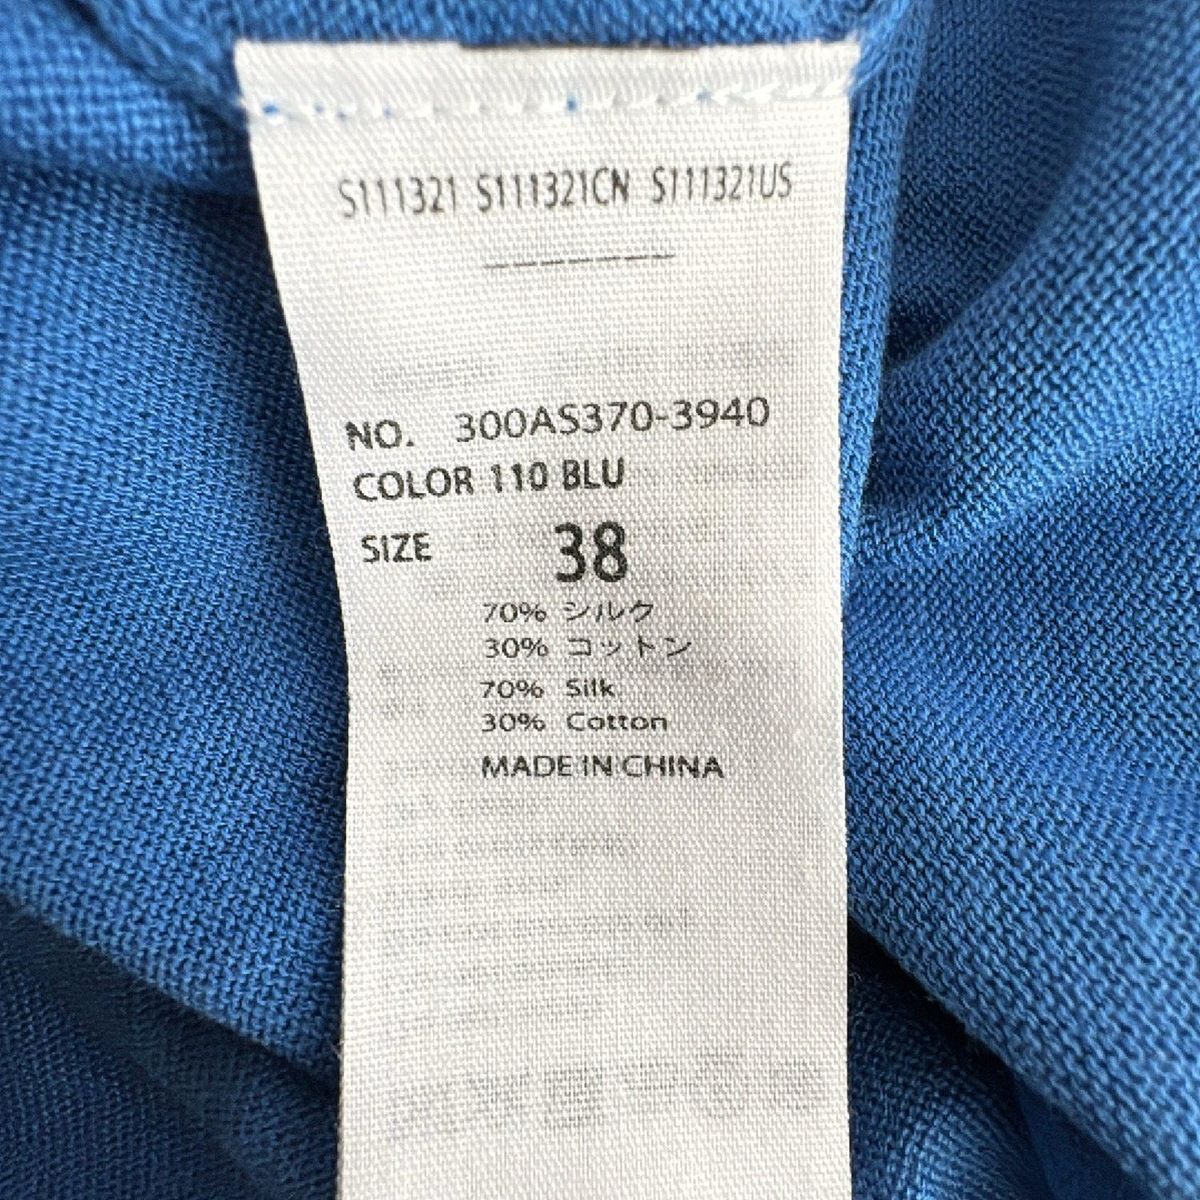 S111321 S111321CN S111321US
NO. 300AS370-3940
COLOR 110 BLU
SIZE 38
70% シルク
30% コットン
70% Silk
30% Cotton
MADE IN CHINA